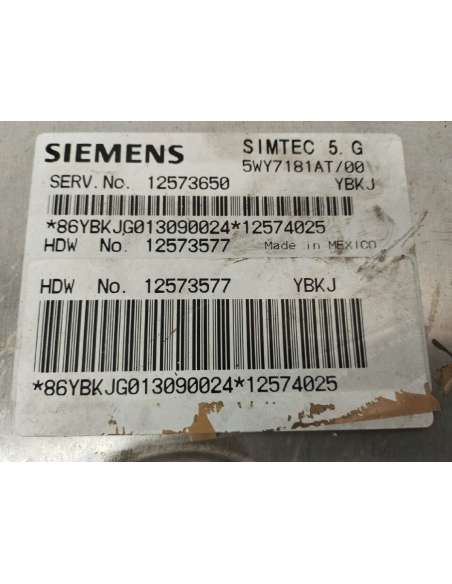 SIEMENS SIMTEC 5. G
5WY7181AT/00
SERV.No. 12573650 YBKJ
*86YBKJG013090024*12574025
HDW No. 12573577 Made in MEXICO
HDW No. 12573577 YBKJ
*86YBKJG013090024*12574025